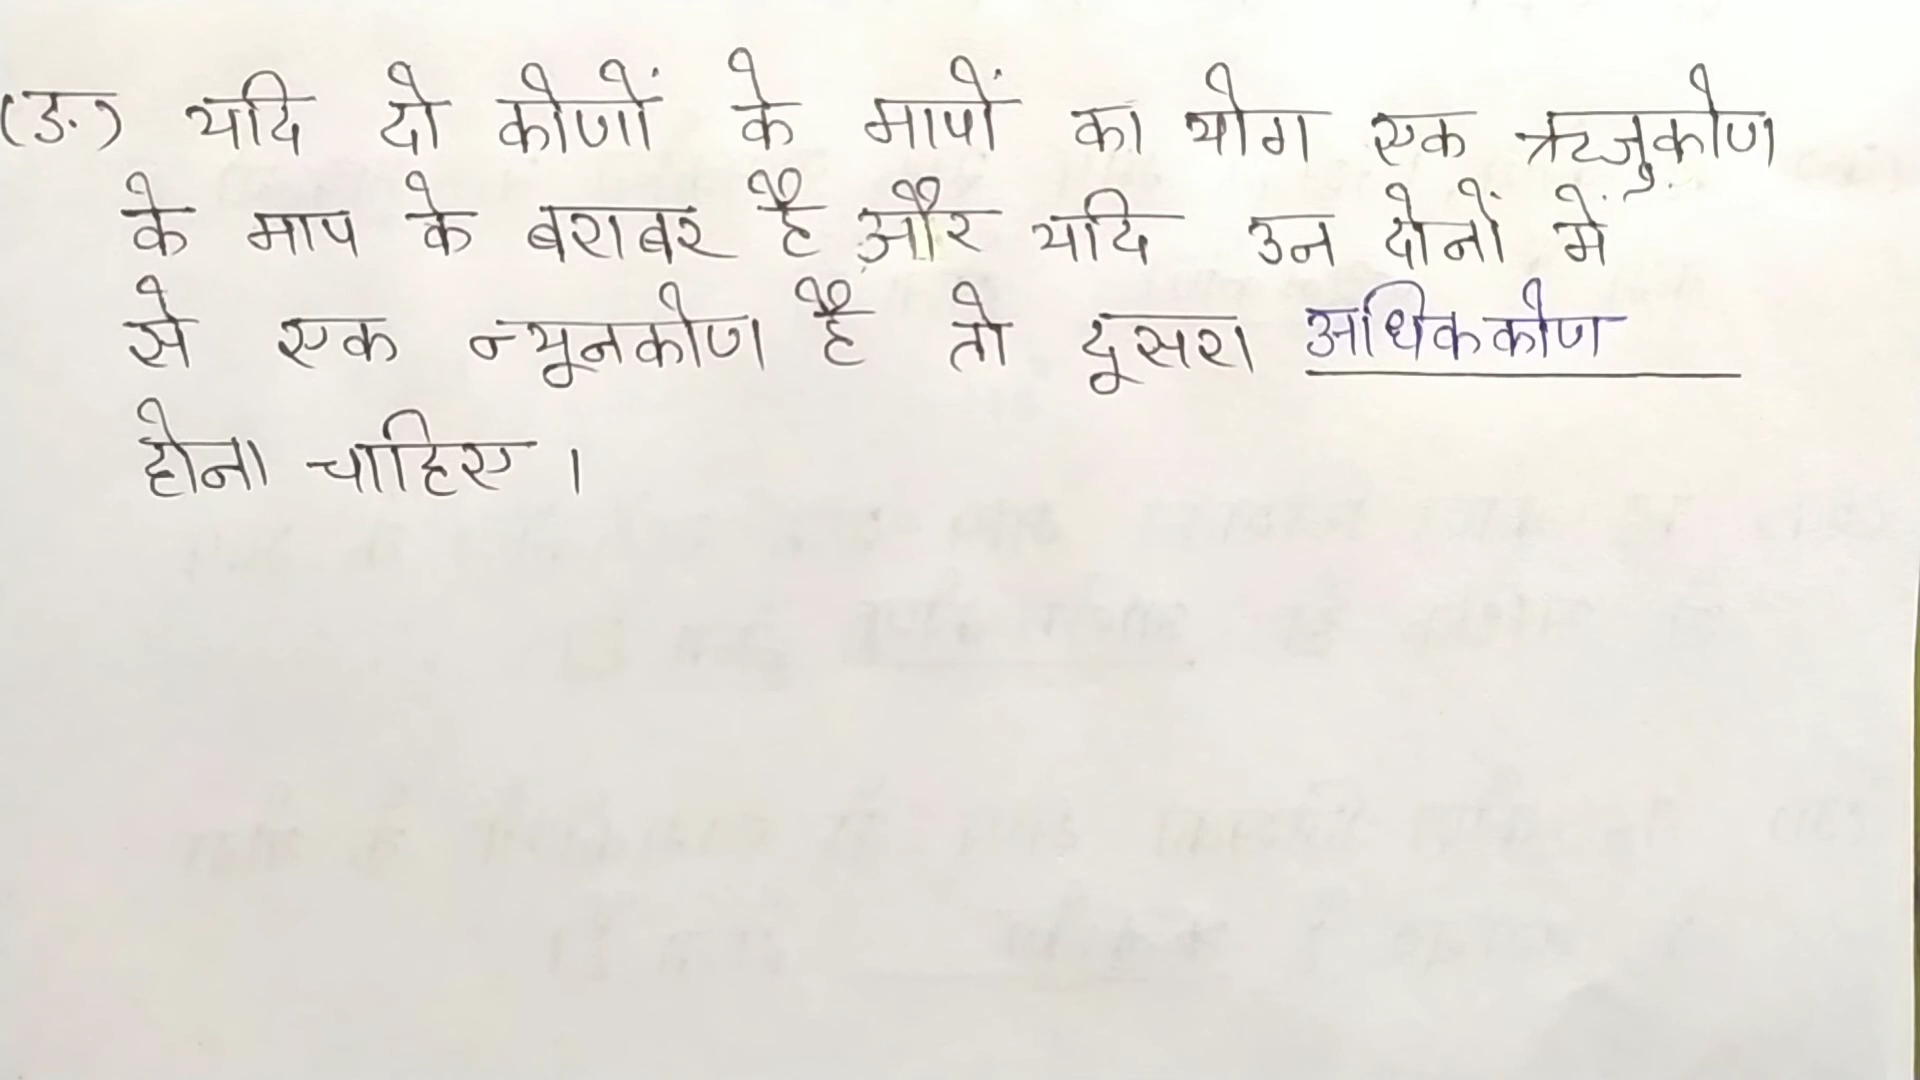 (ङ) यदि दो कोणों के मापों का योग एक ऋजुकोण
के माप के बराबर है और यदि उन दोनों में
से एक न्यूनकोण है तो दूसरा अधिककोण
होना चाहिए ।